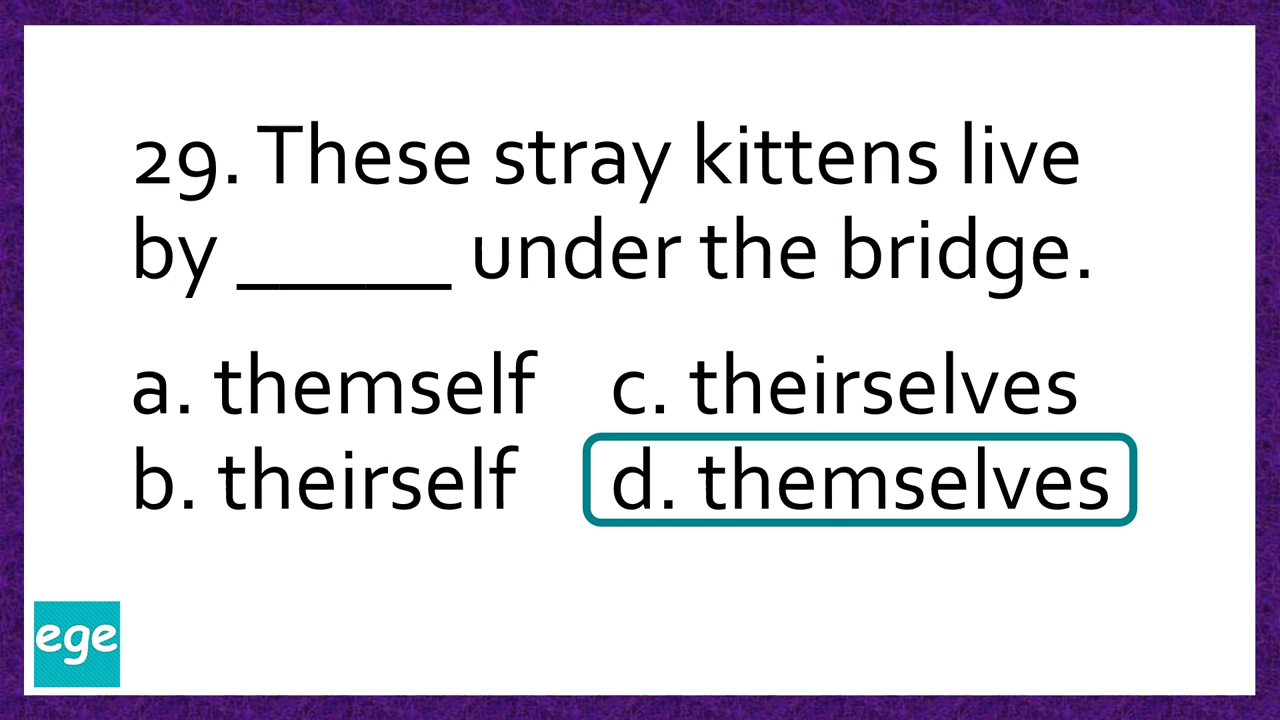 29. These stray kittens live
by _____ under the bridge.
a. themself c. theirselves
b. theirself d. themselves
ege